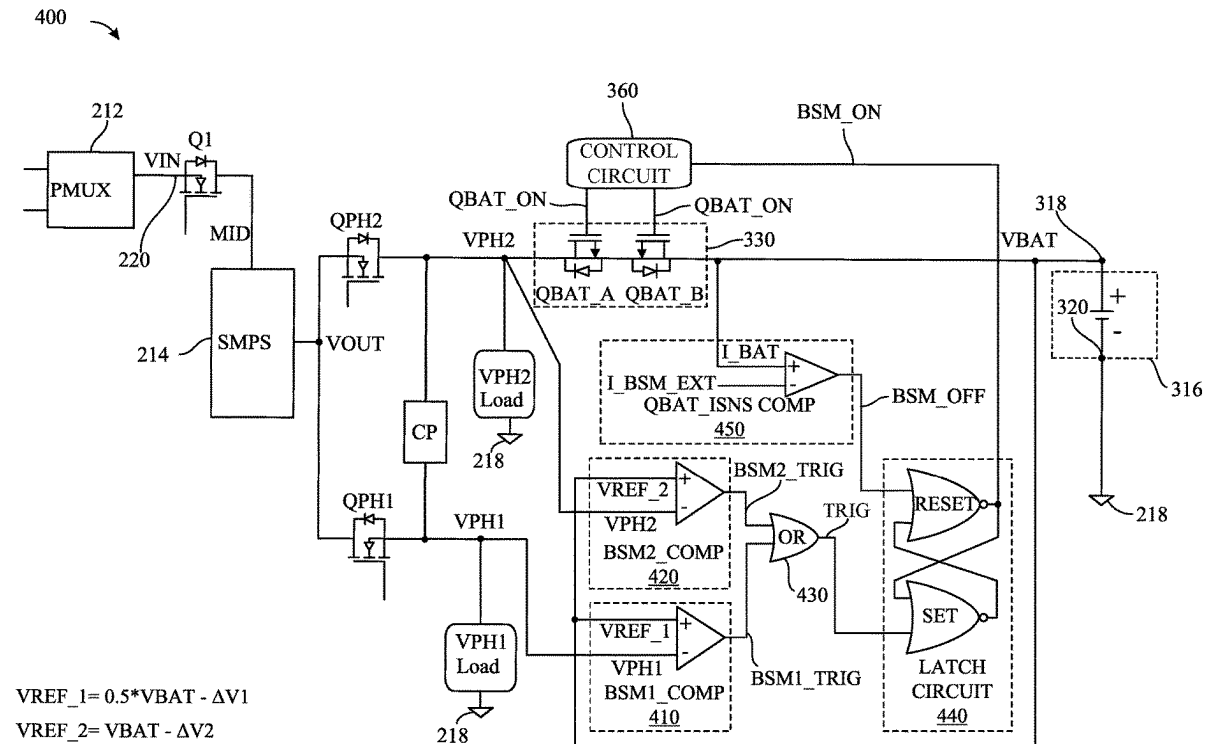 400
212
Q1
VIN
PMUX
220
MID
214
SMPS
VOUT
QPH2
QPH1
CP
VPH2
VPH1
VPH2
Load
218
VPH1
Load
218
360
CONTROL
CIRCUIT
BSM_ON
QBAT_ON
QBAT_ON
330
QBAT_A
QBAT_B
VBAT
318
320
+
-
316
218
I_BAT
I_BSM_EXT
+
-
QBAT_ISNS COMP
450
BSM_OFF
VREF_2
+
VPH2
-
BSM2_COMP
420
BSM2_TRIG
OR
430
TRIG
VREF_1
+
VPH1
-
BSM1_COMP
410
BSM1_TRIG
RESET
SET
LATCH
CIRCUIT
440
VREF_1= 0.5*VBAT - ΔV1
VREF_2= VBAT - ΔV2